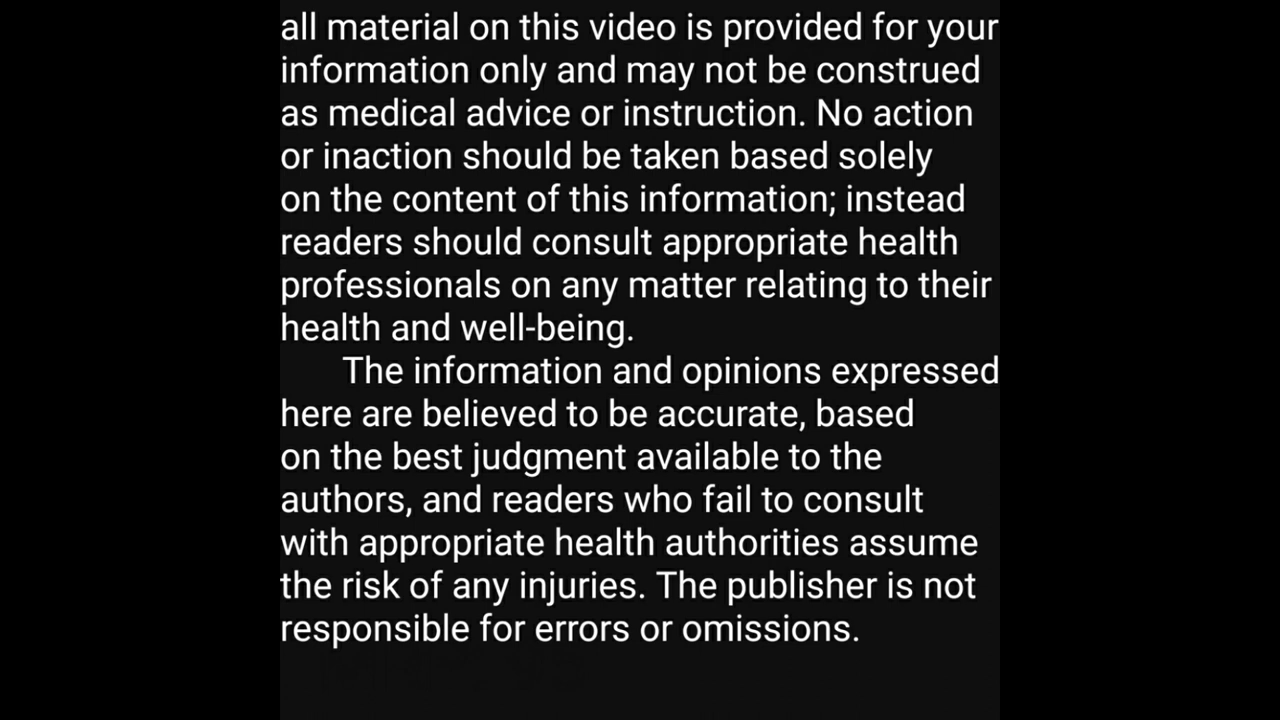 all material on this video is provided for your
information only and may not be construed
as medical advice or instruction. No action
or inaction should be taken based solely
on the content of this information; instead
readers should consult appropriate health
professionals on any matter relating to their
health and well-being.
The information and opinions expressed
here are believed to be accurate, based
on the best judgment available to the
authors, and readers who fail to consult
with appropriate health authorities assume
the risk of any injuries. The publisher is not
responsible for errors or omissions.